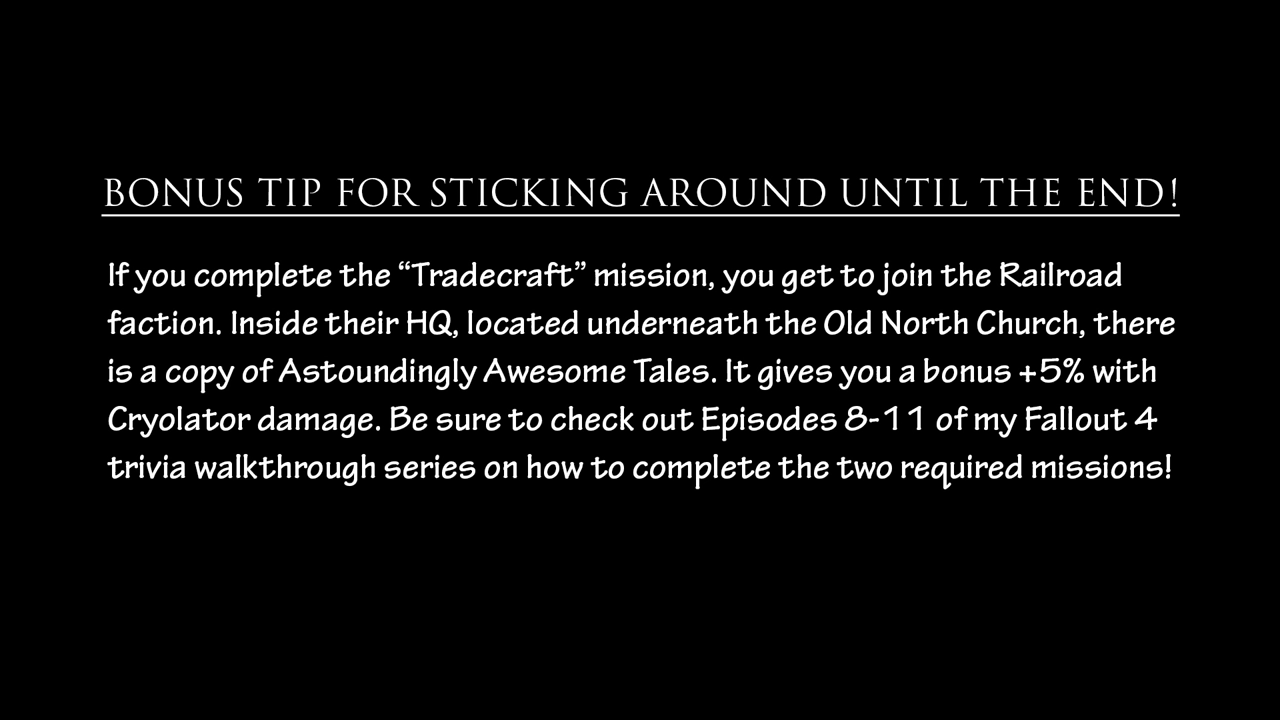 BONUS TIP FOR STICKING AROUND UNTIL THE END!
If you complete the “Tradecraft” mission, you get to join the Railroad
faction. Inside their HQ, located underneath the Old North Church, there
is a copy of Astoundingly Awesome Tales. It gives you a bonus +5% with
Cryolator damage. Be sure to check out Episodes 8-11 of my Fallout 4
trivia walkthrough series on how to complete the two required missions!